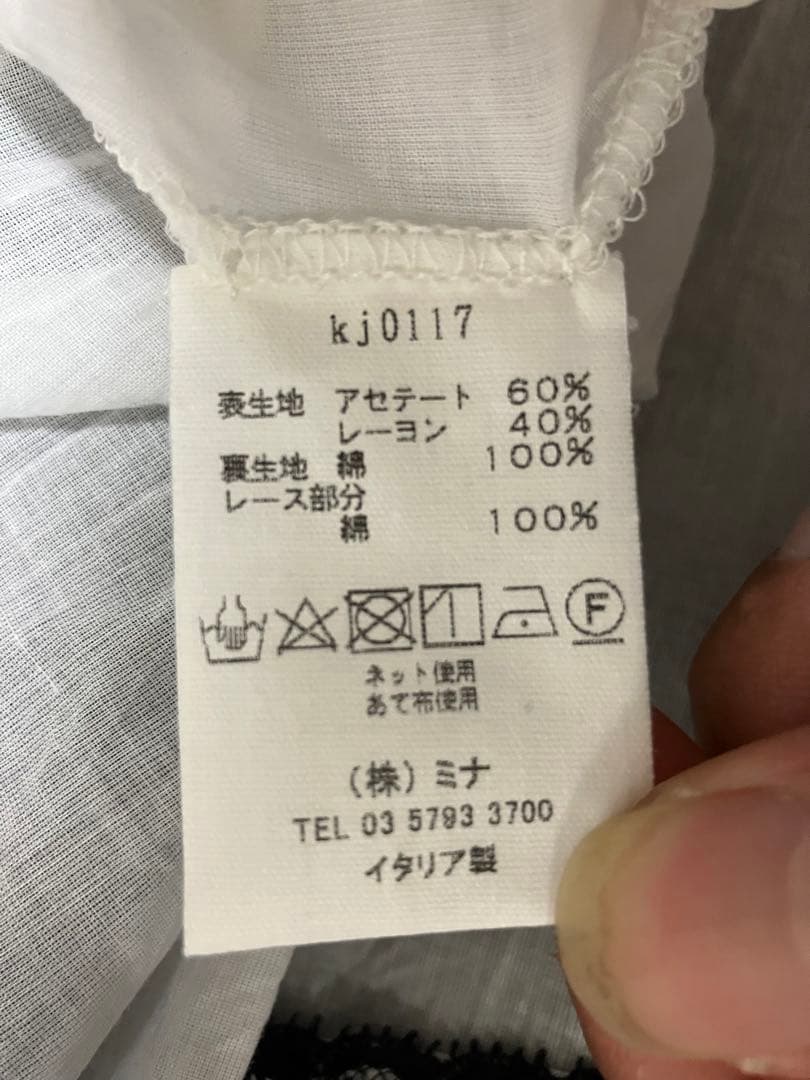 kj0117
表生地 アセテート 60%
レーヨン 40%
裏生地 綿 100%
レース部分
綿 100%
F
ネット使用
あて布使用
(株)ミナ
TEL 03 5793 3700
イタリア製